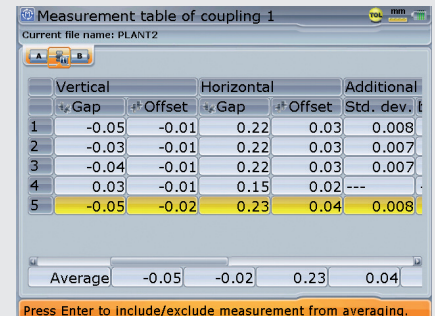 Measurement table of coupling 1
TOL mm
Current file name: PLANT2
A B
Vertical Horizontal Additional
Gap Offset Gap Offset Std. dev.
1 -0.05 -0.01 0.22 0.03 0.008
2 -0.03 -0.01 0.22 0.03 0.007
3 -0.04 -0.01 0.22 0.03 0.007
4 0.03 -0.01 0.15 0.02 ---
5 -0.05 -0.02 0.23 0.04 0.008
Average -0.05 -0.02 0.23 0.04
Press Enter to include/exclude measurement from averaging.